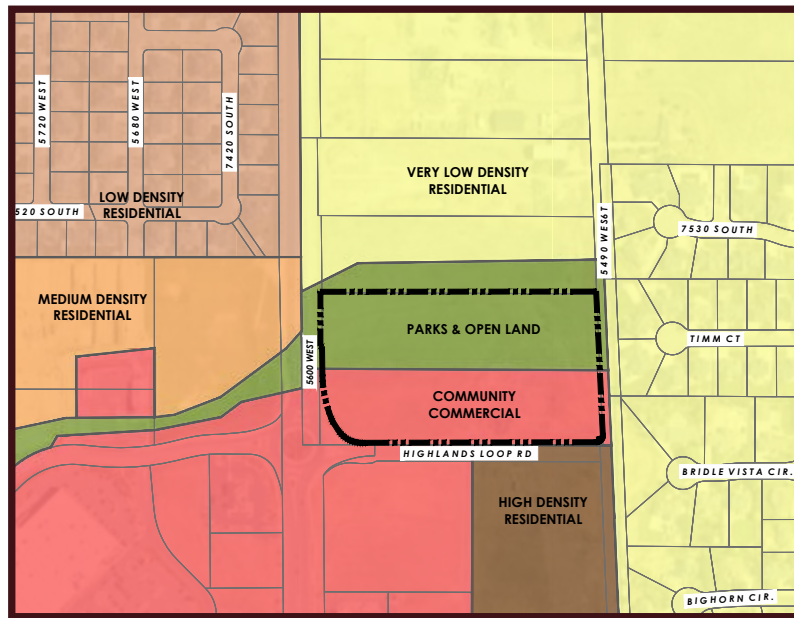 5720 WEST
5680 WEST
7420 SOUTH
LOW DENSITY
RESIDENTIAL
520 SOUTH
VERY LOW DENSITY
RESIDENTIAL
5490 WES6T
7530 SOUTH
MEDIUM DENSITY
RESIDENTIAL
PARKS & OPEN LAND
TIMM CT
5600 WEST
COMMUNITY
COMMERCIAL
HIGHLANDS LOOP RD
BRIDLE VISTA CIR.
HIGH DENSITY
RESIDENTIAL
BIGHORN CIR.